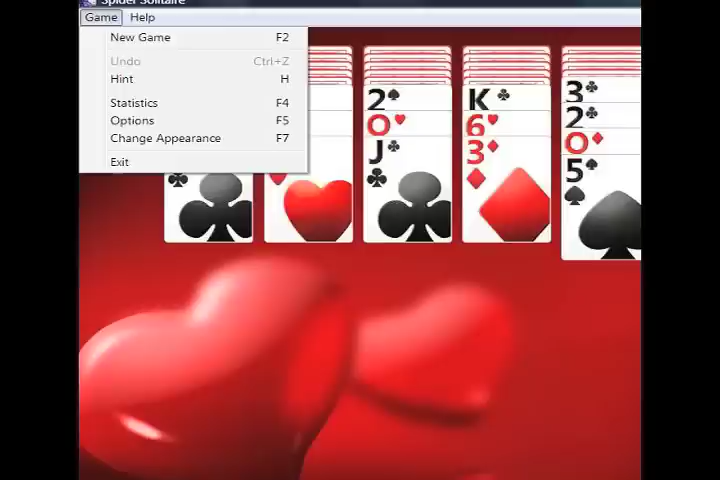 Spider Solitaire
Game Help
New Game F2
Undo Ctrl+Z
Hint H
Statistics F4
Options F5
Change Appearance F7
Exit
2
Q
J
K
6
3
3
2
Q
5